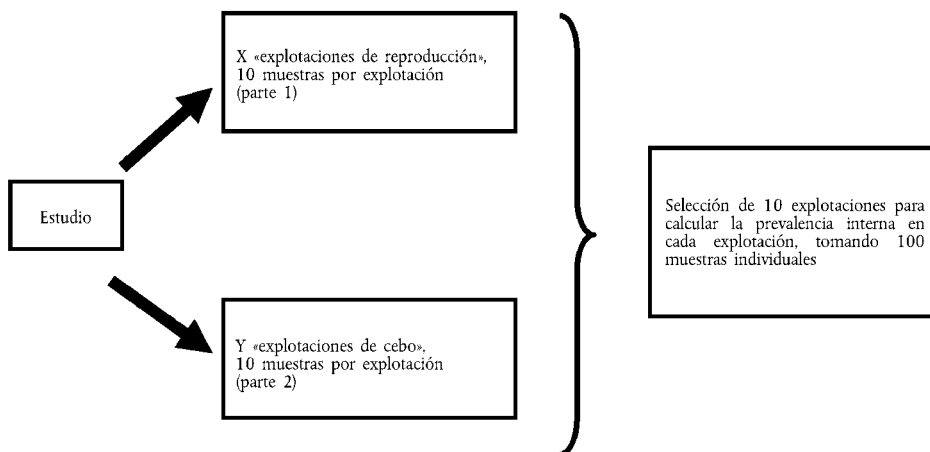 Estudio
X «explotaciones de reproducción»,
10 muestras por explotación
(parte 1)
Y «explotaciones de cebo»,
10 muestras por explotación
(parte 2)
Selección de 10 explotaciones para
calcular la prevalencia interna en
cada explotación, tomando 100
muestras individuales